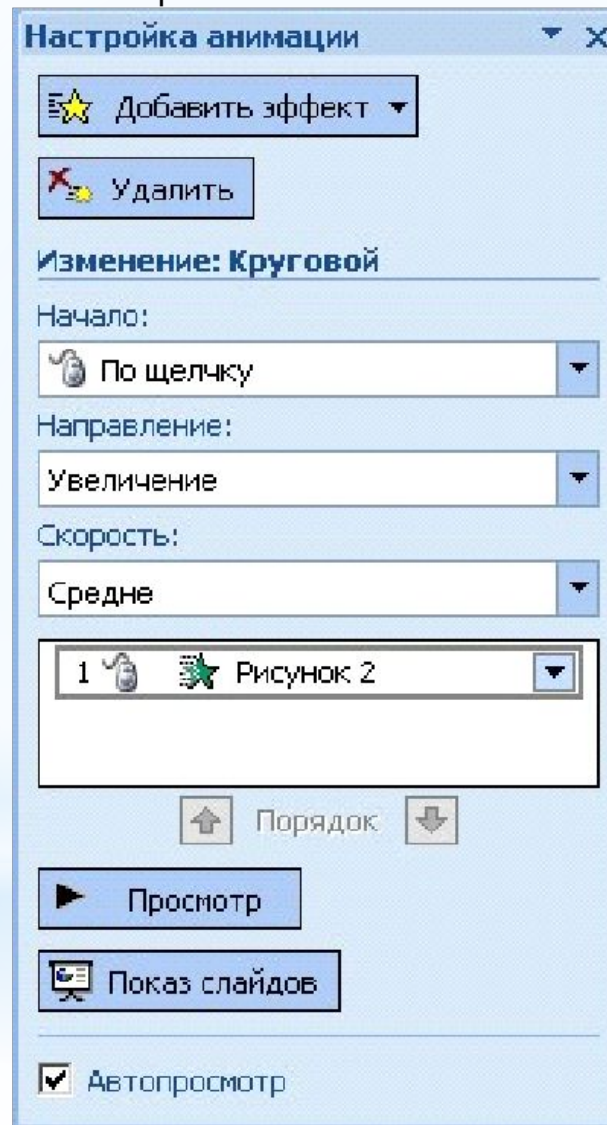 Настройка анимации
Добавить эффект
Удалить
Изменение: Круговой
Начало:
По щелчку
Направление:
Увеличение
Скорость:
Средне
1 Рисунок 2
Порядок
Просмотр
Показ слайдов
Автопросмотр